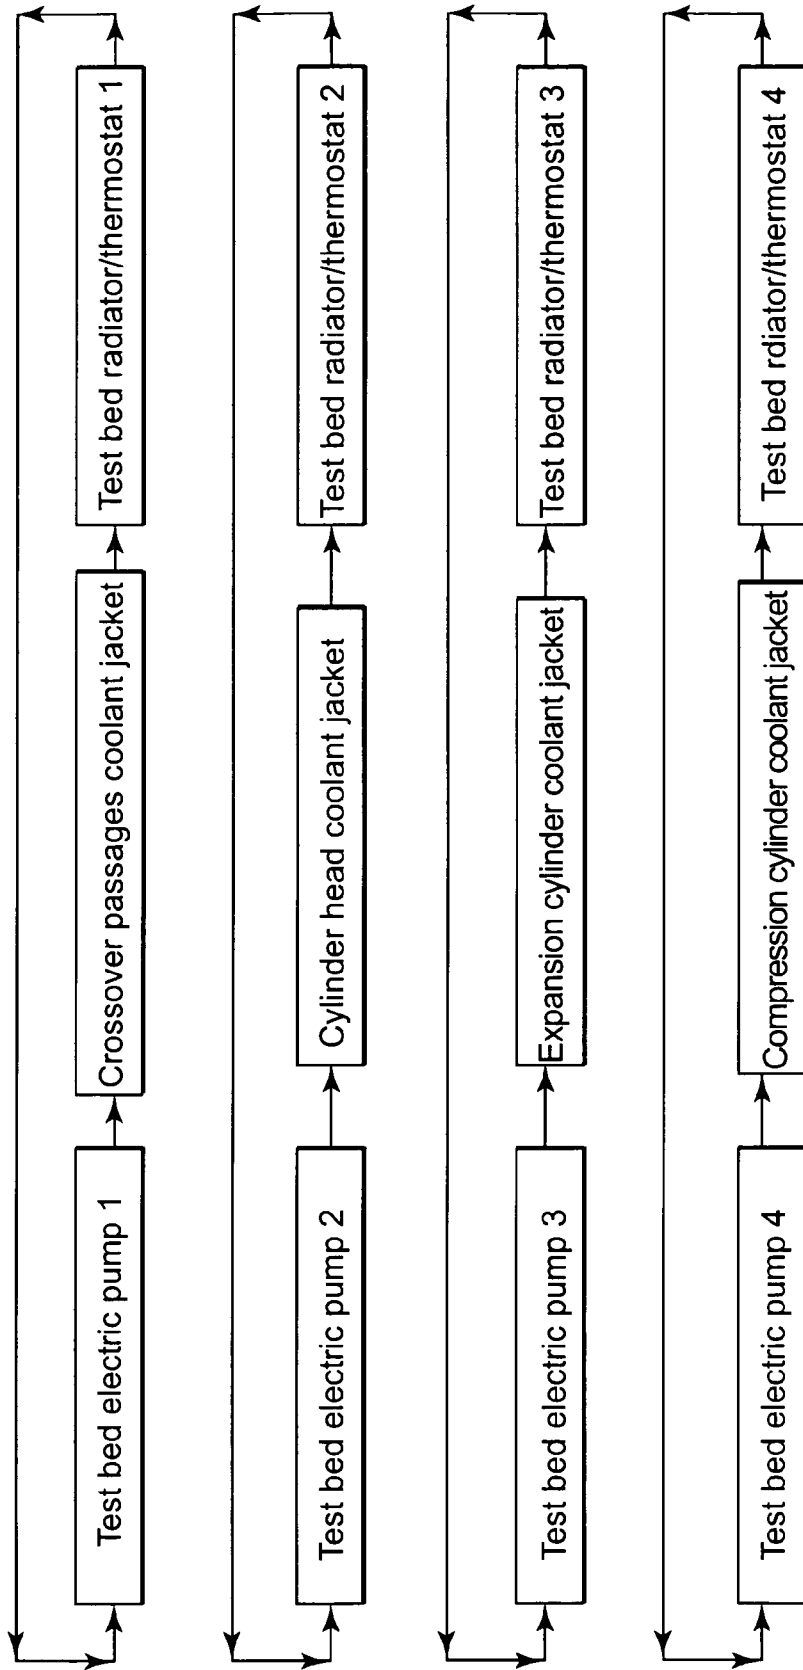 Test bed electric pump 1
Crossover passages coolant jacket
Test bed radiator/thermostat 1
Test bed electric pump 2
Cylinder head coolant jacket
Test bed radiator/thermostat 2
Test bed electric pump 3
Expansion cylinder coolant jacket
Test bed radiator/thermostat 3
Test bed electric pump 4
Compression cylinder coolant jacket
Test bed rdiator/thermostat 4